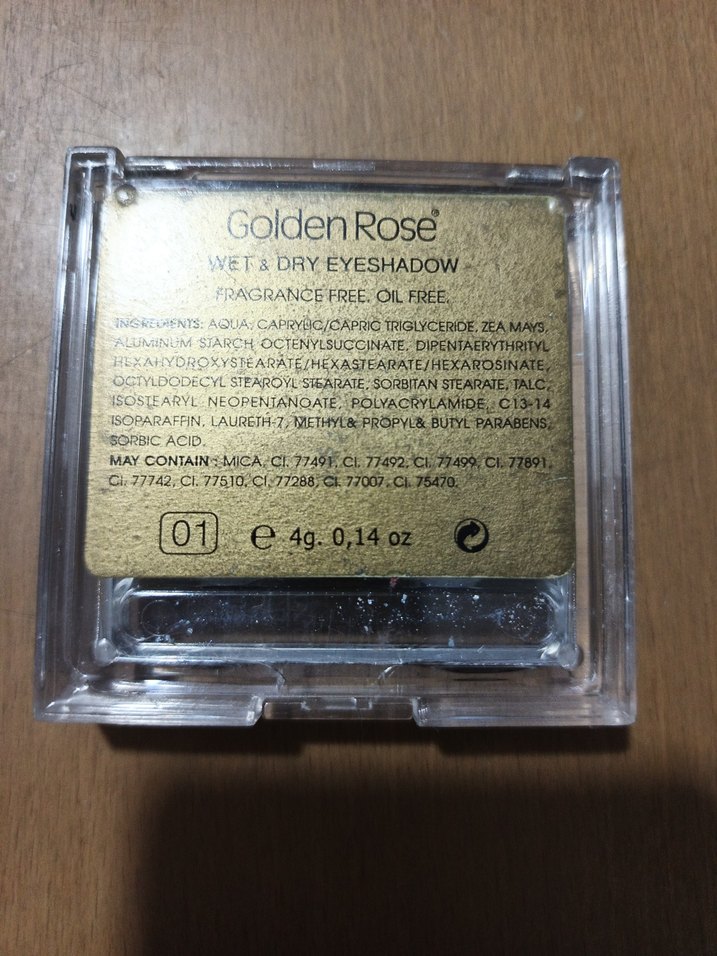 Golden Rose®
WET & DRY EYESHADOW
FRAGRANCE FREE. OIL FREE.
INGREDIENTS: AQUA, CAPRYLIC/CAPRIC TRIGLYCERIDE, ZEA MAYS,
ALUMINUM STARCH OCTENYLSUCCINATE, DIPENTAERYTHRITYL
HEXAHYDROXYSTEARATE/HEXASTEARATE/HEXAROSINATE,
OCTYLDODECYL STEAROYL STEARATE, SORBITAN STEARATE, TALC,
ISOSTEARYL NEOPENTANOATE, POLYACRYLAMIDE, C13-14
ISOPARAFFIN, LAURETH-7, METHYL& PROPYL& BUTYL PARABENS,
SORBIC ACID.
MAY CONTAIN : MICA, CI. 77491, CI. 77492, CI. 77499, CI. 77891,
CI. 77742, CI. 77510, CI. 77288, CI. 77007, CI. 75470.
01 e 4g. 0,14 oz